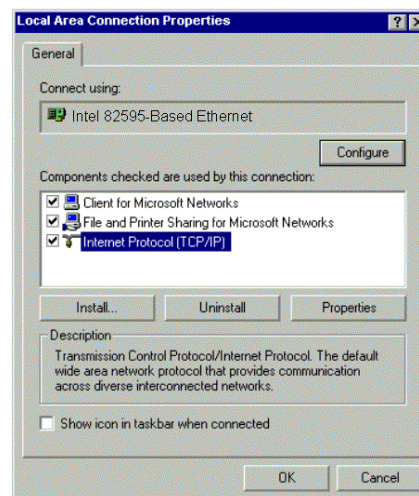 Local Area Connection Properties
General
Connect using:
Intel 82595-Based Ethernet
Configure
Components checked are used by this connection:
Client for Microsoft Networks
File and Printer Sharing for Microsoft Networks
Internet Protocol (TCP/IP)
Install... Uninstall Properties
Description
Transmission Control Protocol/Internet Protocol. The default
wide area network protocol that provides communication
across diverse interconnected networks.
Show icon in taskbar when connected
OK Cancel